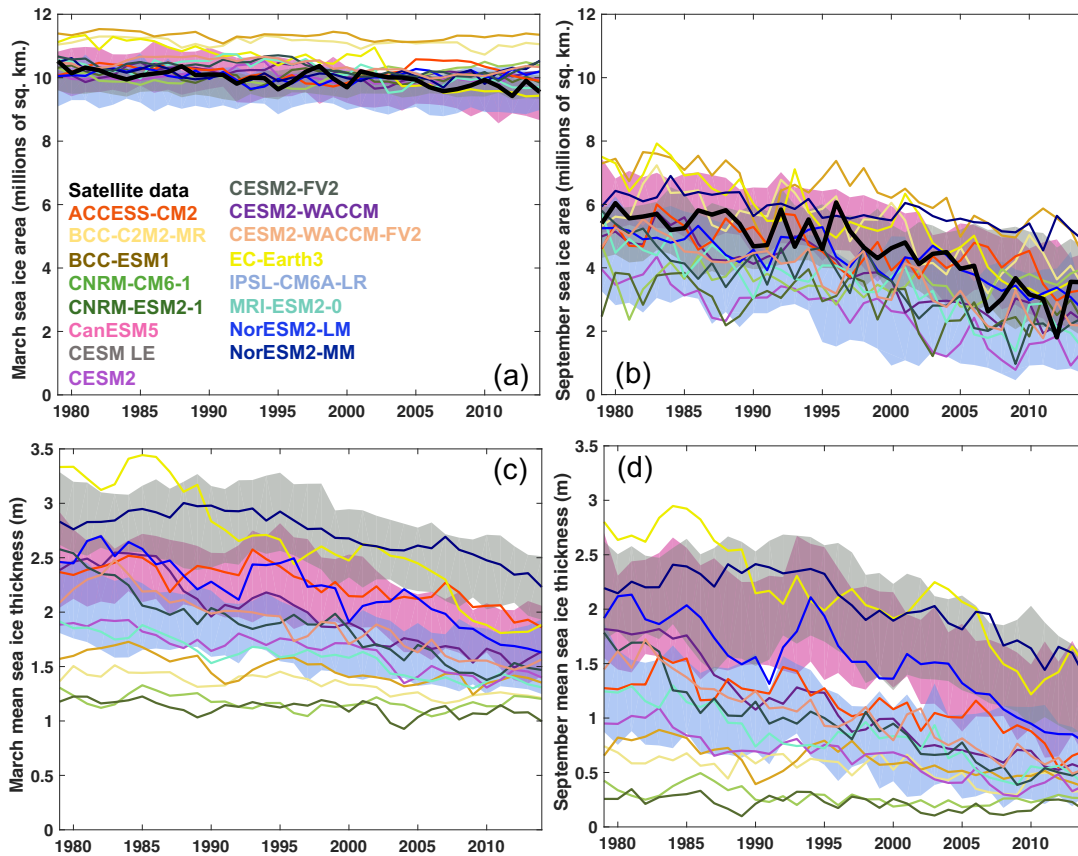 March sea ice area (millions of sq. km.)
12
10
8
6
4
2
0
Satellite data
ACCESS-CM2
BCC-C2M2-MR
BCC-ESM1
CNRM-CM6-1
CNRM-ESM2-1
CanESM5
CESM LE
CESM2
CESM2-FV2
CESM2-WACCM
CESM2-WACCM-FV2
EC-Earth3
IPSL-CM6A-LR
MRI-ESM2-0
NorESM2-LM
NorESM2-MM
(a)
1980 1985 1990 1995 2000 2005 2010
September sea ice area (millions of sq. km.)
12
10
8
6
4
2
0
(b)
1980 1985 1990 1995 2000 2005 2010
March mean sea ice thickness (m)
3.5
3
2.5
2
1.5
1
0.5
0
(c)
1980 1985 1990 1995 2000 2005 2010
September mean sea ice thickness (m)
3.5
3
2.5
2
1.5
1
0.5
0
(d)
1980 1985 1990 1995 2000 2005 2010